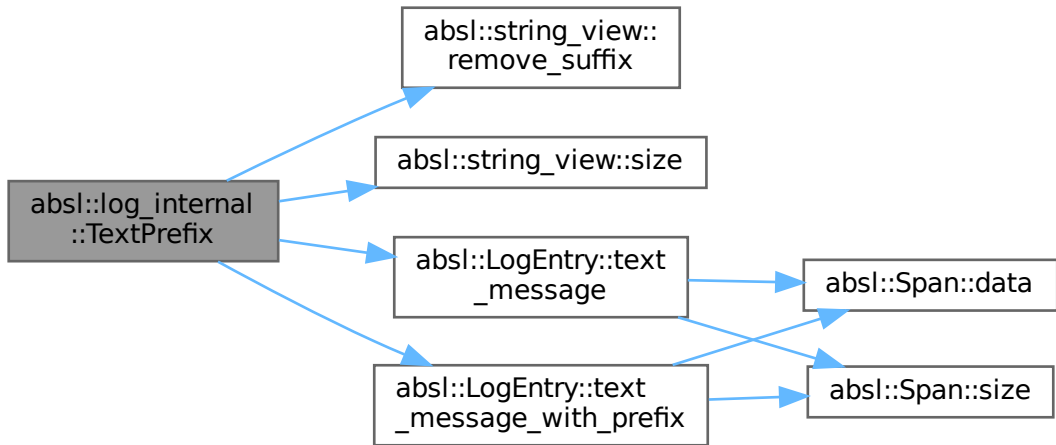 absl::string_view::
remove_suffix
absl::string_view::size
absl::log_internal
::TextPrefix
absl::LogEntry::text
_message
absl::Span::data
absl::LogEntry::text
_message_with_prefix
absl::Span::size